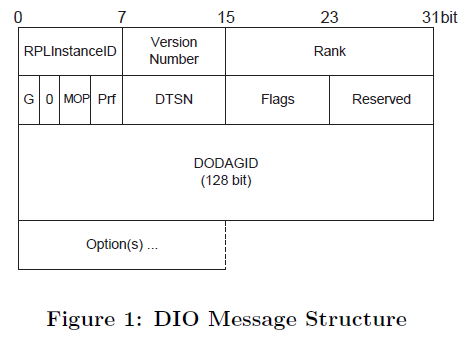 0 7 15 23 31bit
RPLInstanceID Version Number Rank
G 0 MOP Prf DTSN Flags Reserved
DODAGID
(128 bit)
Option(s) ...
Figure 1: DIO Message Structure